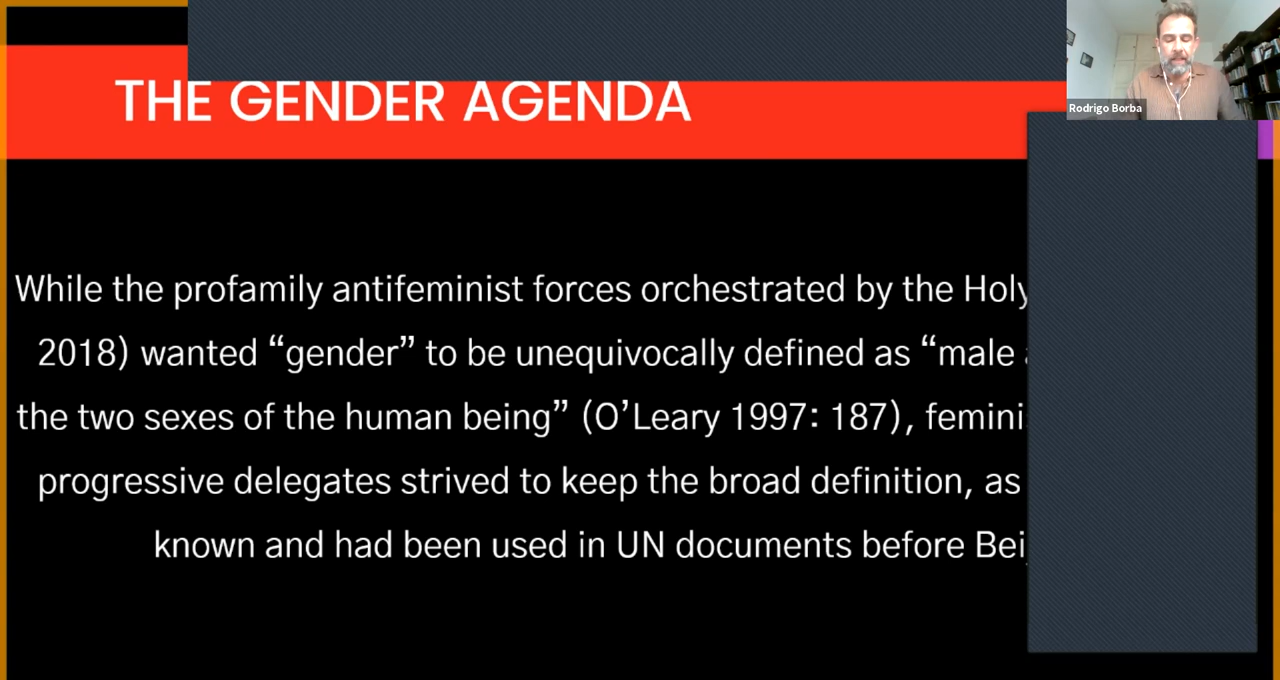 THE GENDER AGENDA
Rodrigo Borba
While the profamily antifeminist forces orchestrated by the Holy
2018) wanted “gender” to be unequivocally defined as “male
the two sexes of the human being” (O’Leary 1997: 187),
progressive delegates strived to keep the broad definition, as
known and had been used in UN documents before